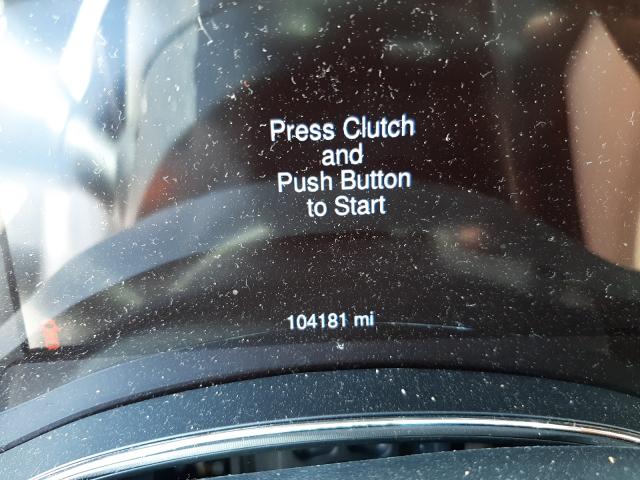 Press Clutch
and
Push Button
to Start
104181 mi